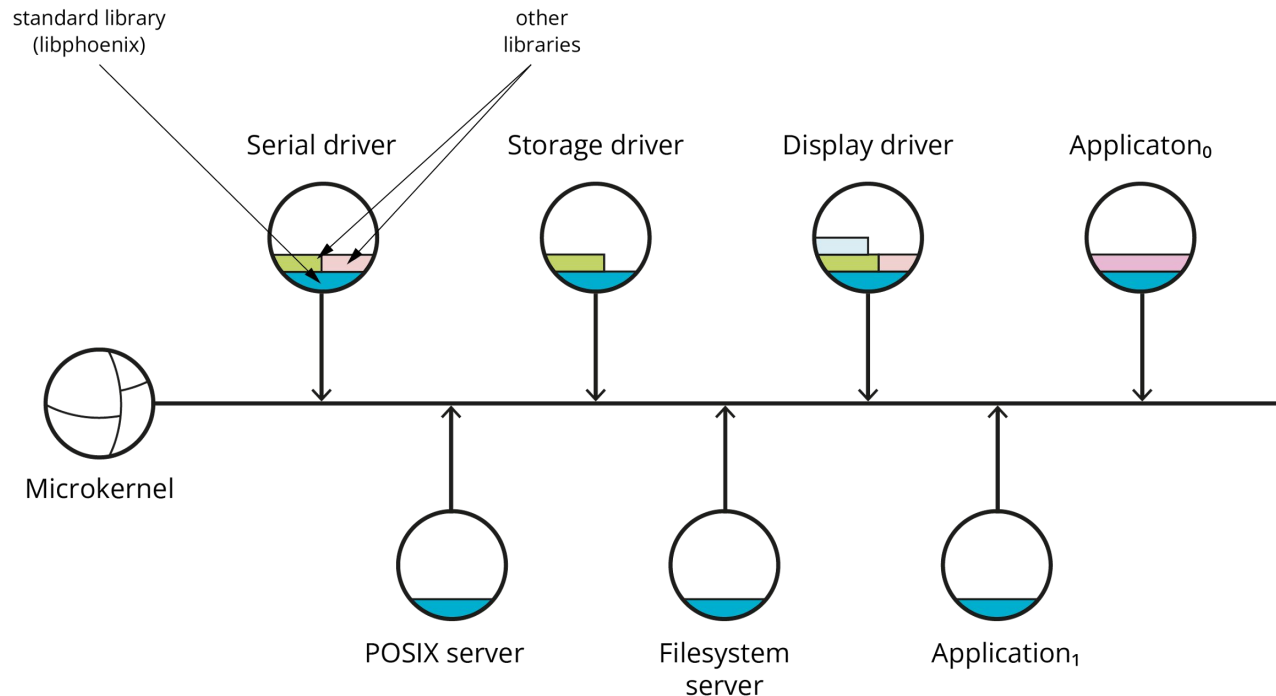 standard library
(libphoenix)
other
libraries
Serial driver
Storage driver
Display driver
Applicaton₀
Microkernel
POSIX server
Filesystem
server
Application₁